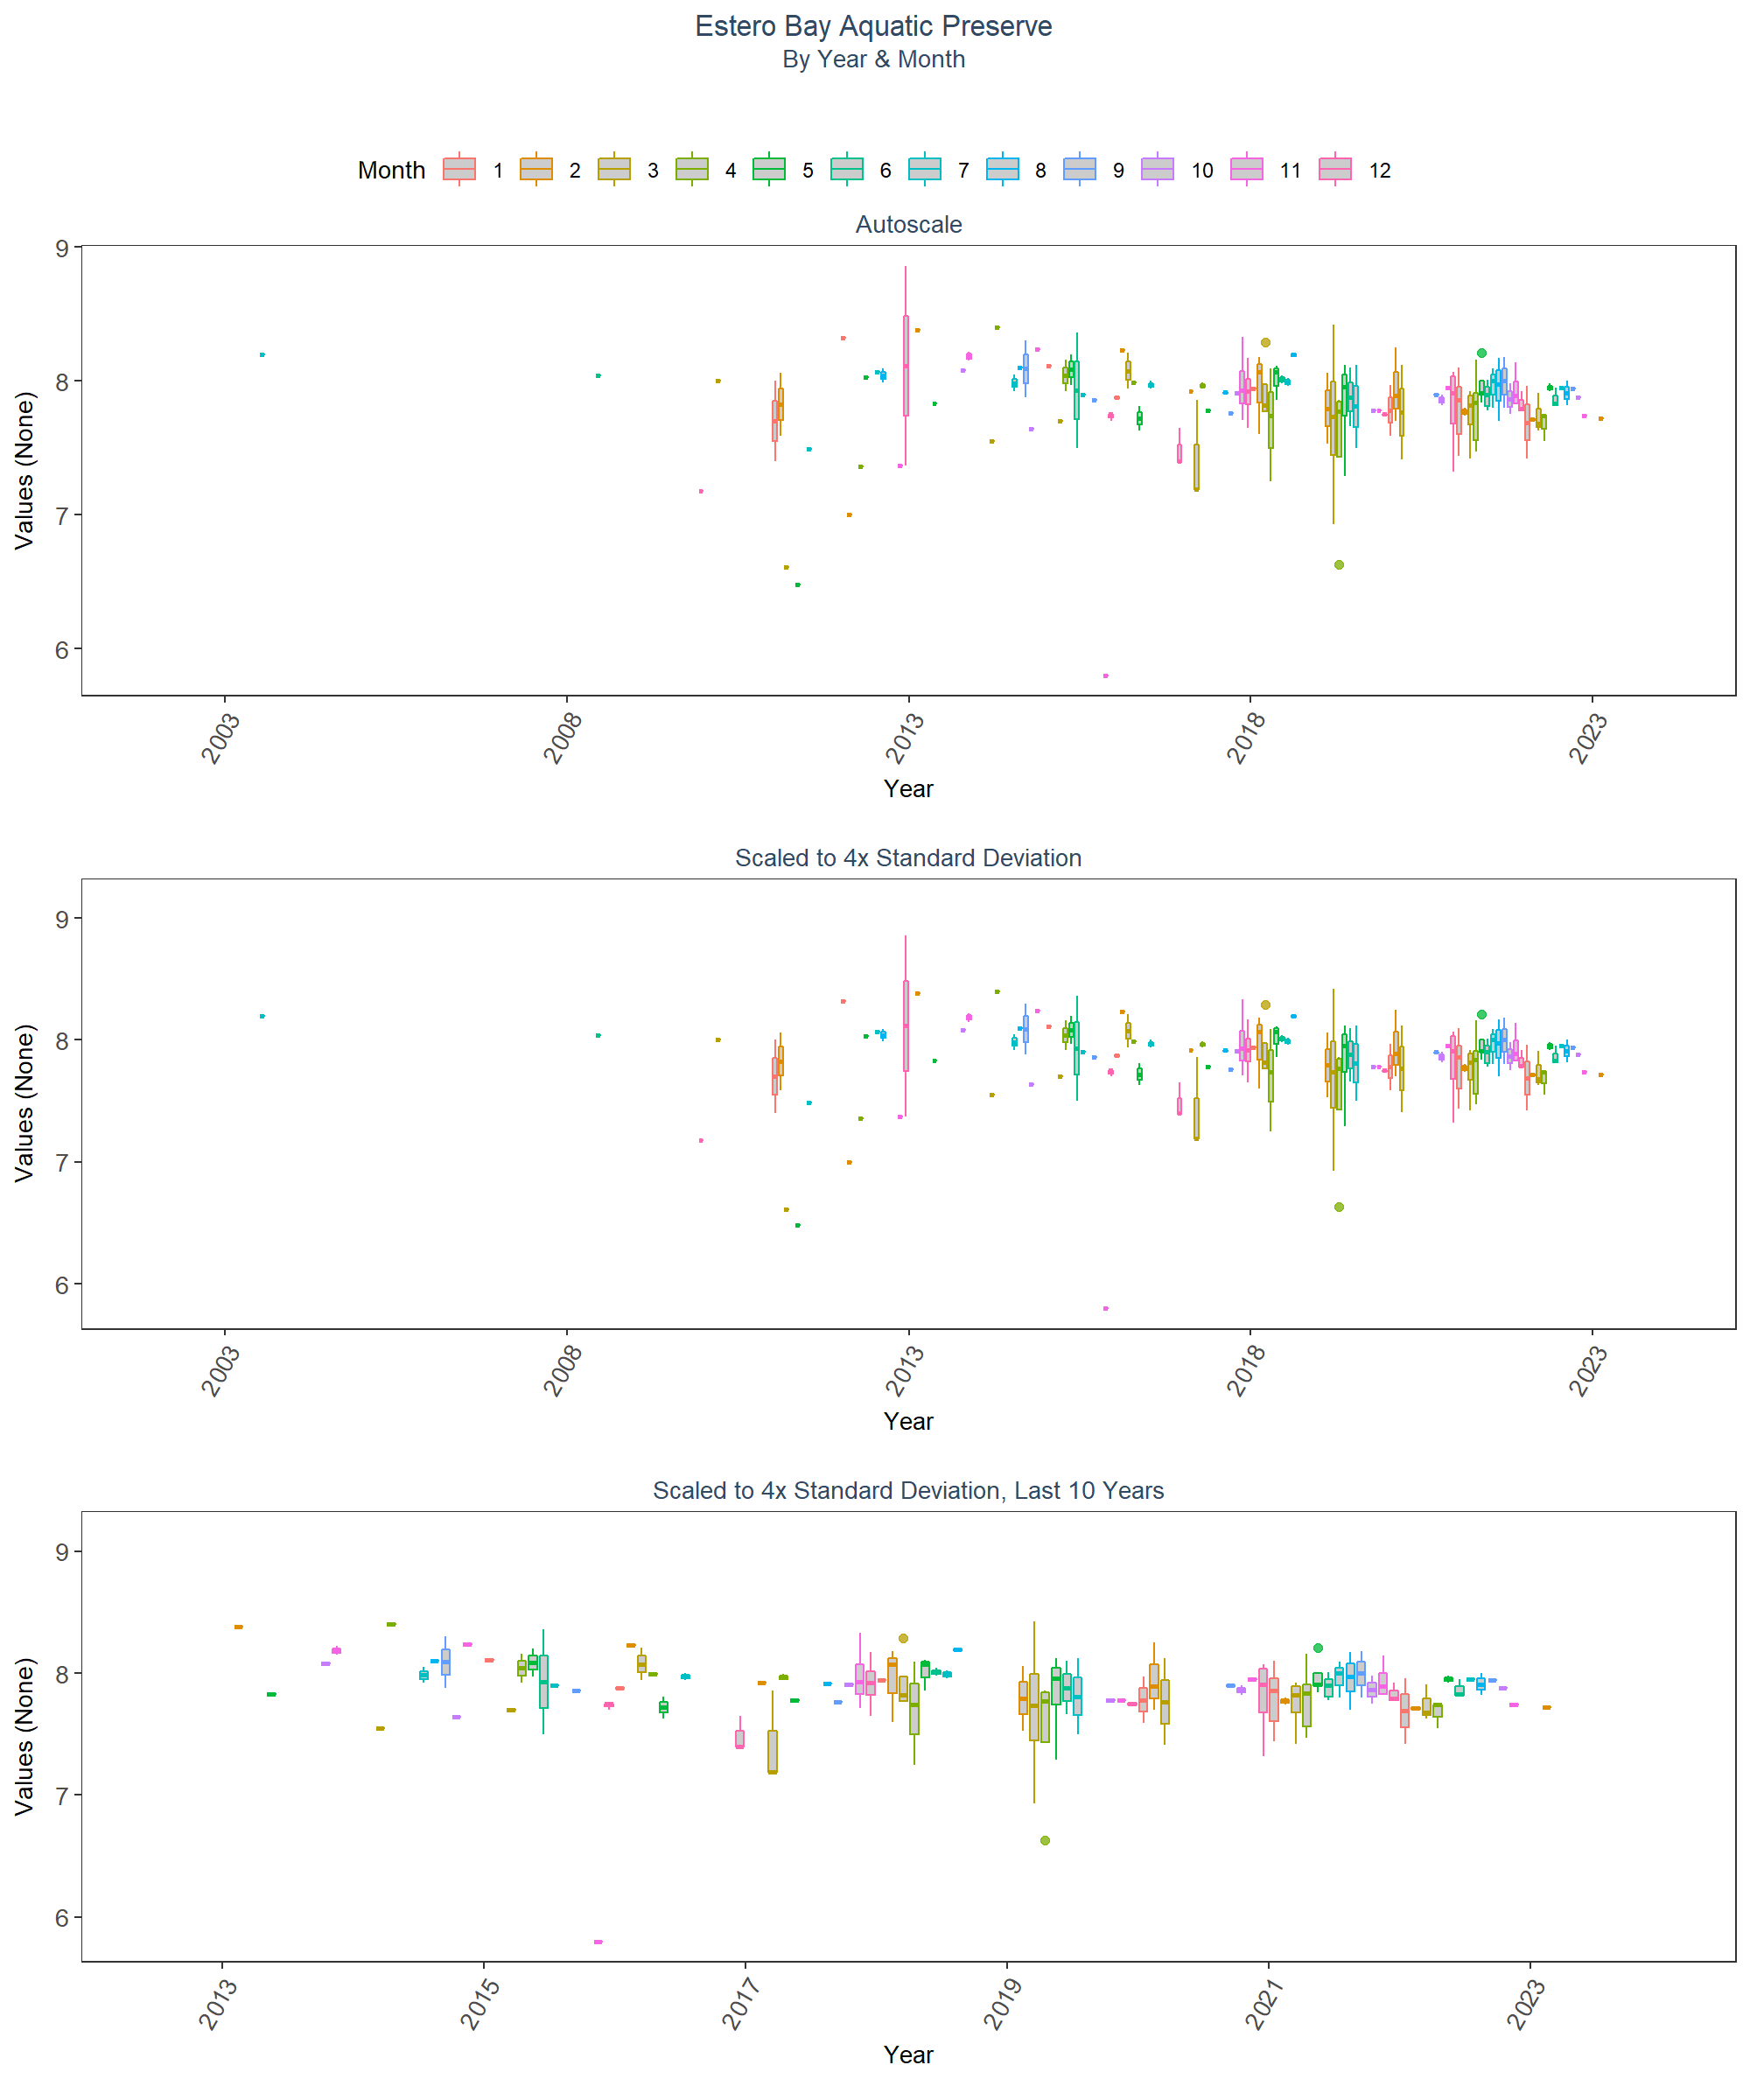 Estero Bay Aquatic Preserve
By Year & Month
Month 1 2 3 4 5 6 7 8 9 10 11 12
Autoscale
9
8
7
6
Values (None)
2003 2008 2013 2018 2023
Year
Scaled to 4x Standard Deviation
9
8
7
6
Values (None)
2003 2008 2013 2018 2023
Year
Scaled to 4x Standard Deviation, Last 10 Years
9
8
7
6
Values (None)
2013 2015 2017 2019 2021 2023
Year